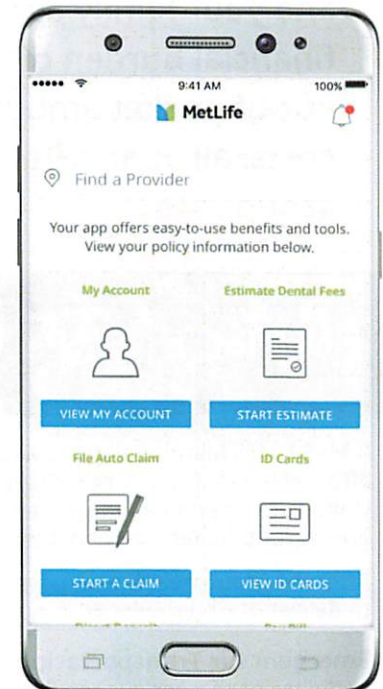 9:41 AM
100%
MetLife
Find a Provider
Your app offers easy-to-use benefits and tools.
View your policy information below.
My Account
Estimate Dental Fees
VIEW MY ACCOUNT
START ESTIMATE
File Auto Claim
ID Cards
START A CLAIM
VIEW ID CARDS